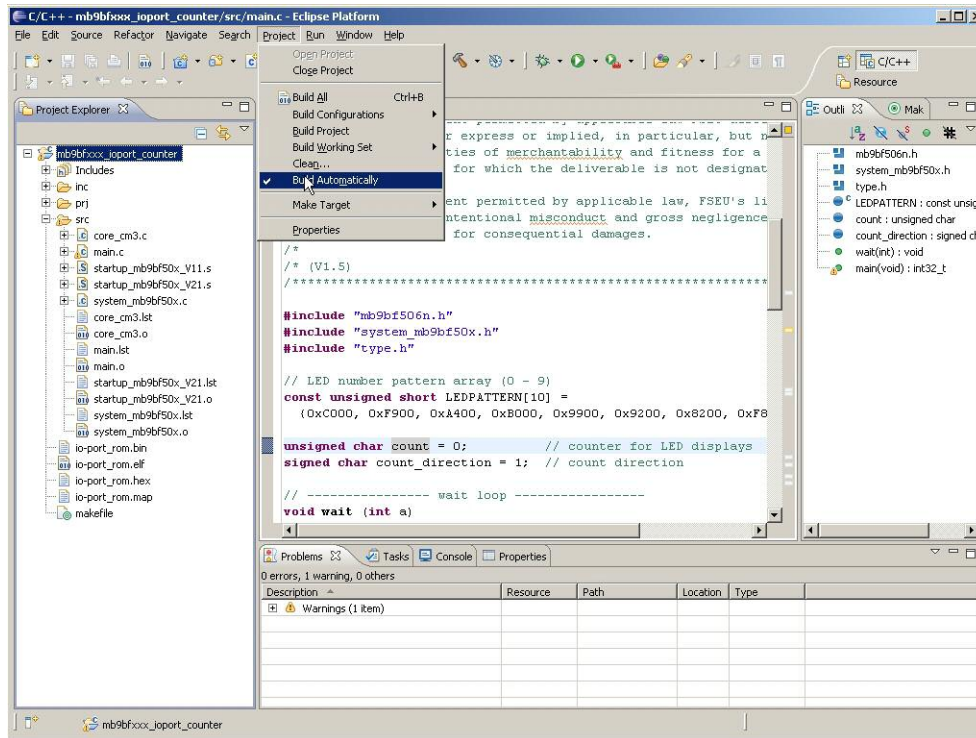 C/C++ - mb9bfxxx_ioport_counter/src/main.c - Eclipse Platform
File Edit Source Refactor Navigate Search Project Run Window Help
C/C++
Resource
Open Project
Close Project
Build All Ctrl+B
Build Configurations
Build Project
Build Working Set
Clean...
Build Automatically
Make Target
Properties
Project Explorer
mb9bfxxx_ioport_counter
Includes
inc
prj
src
core_cm3.c
main.c
startup_mb9bf50x_V11.s
startup_mb9bf50x_V21.s
system_mb9bf50x.c
core_cm3.lst
core_cm3.o
main.lst
main.o
startup_mb9bf50x_V21.lst
startup_mb9bf50x_V21.o
system_mb9bf50x.lst
system_mb9bf50x.o
io-port_rom.bin
io-port_rom.elf
io-port_rom.hex
io-port_rom.map
makefile
r express or implied, in particular, but n
ties of merchantability and fitness for a
for which the deliverable is not designat
ent permitted by applicable law, FSEU's li
ntentional misconduct and gross negligence
for consequential damages.
/*
/* (V1.5)
/*****************************************************************
#include "mb9bf506n.h"
#include "system_mb9bf50x.h"
#include "type.h"
// LED number pattern array (0 - 9)
const unsigned short LEDPATTERN[10] =
{0xC000, 0xF900, 0xA400, 0xB000, 0x9900, 0x9200, 0x8200, 0xF8
unsigned char count = 0; // counter for LED displays
signed char count_direction = 1; // count direction
// ---------------- wait loop -----------------
void wait (int a)
Outli Mak
mb9bf506n.h
system_mb9bf50x.h
type.h
LEDPATTERN : const unsig
count : unsigned char
count_direction : signed ch
wait(int) : void
main(void) : int32_t
Problems Tasks Console Properties
0 errors, 1 warning, 0 others
Description Resource Path Location Type
Warnings (1 item)
mb9bfxxx_ioport_counter